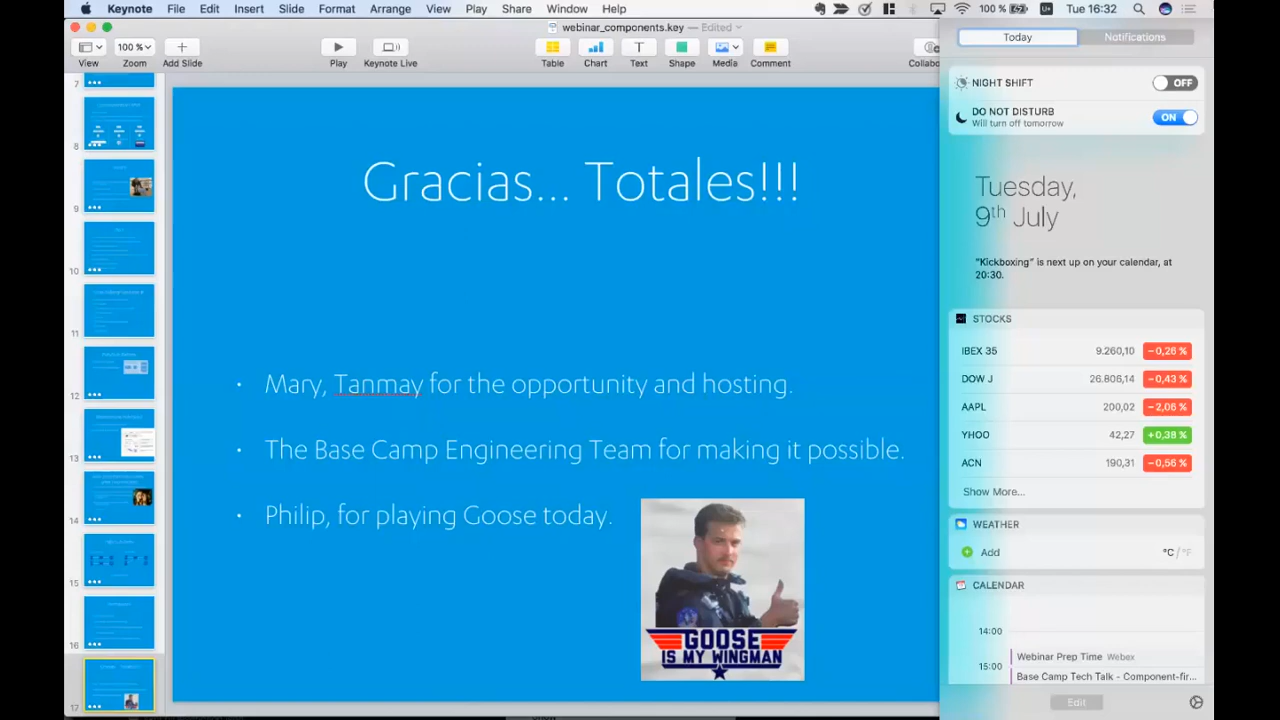 Keynote File Edit Insert Slide Format Arrange View Play Share Window Help
100 % Tue 16:32
webinar_components.key — Edited
100 %
View Zoom Add Slide Play Keynote Live Table Chart Text Shape Media Comment
Today Notifications
NIGHT SHIFT OFF
DO NOT DISTURB ON
Will turn off tomorrow
Tuesday,
9th July
"Kickboxing" is next up on your calendar, at
20:30.
STOCKS
IBEX 35 9.260,10 −0,26 %
DOW J 26.806,14 −0,43 %
AAPL 200,02 −2,06 %
YHOO 42,27 +0,38 %
ACN 190,31 −0,56 %
Show More...
WEATHER
Add °C / °F
CALENDAR
14:00
Webinar Prep Time Webex
15:00
Base Camp Tech Talk - Component-fir...
Edit
7
8
9
10
11
12
13
14
15
16
17
Gracias... Totales!!!
• Mary, Tanmay for the opportunity and hosting.
• The Base Camp Engineering Team for making it possible.
• Philip, for playing Goose today.
GOOSE
IS MY WINGMAN